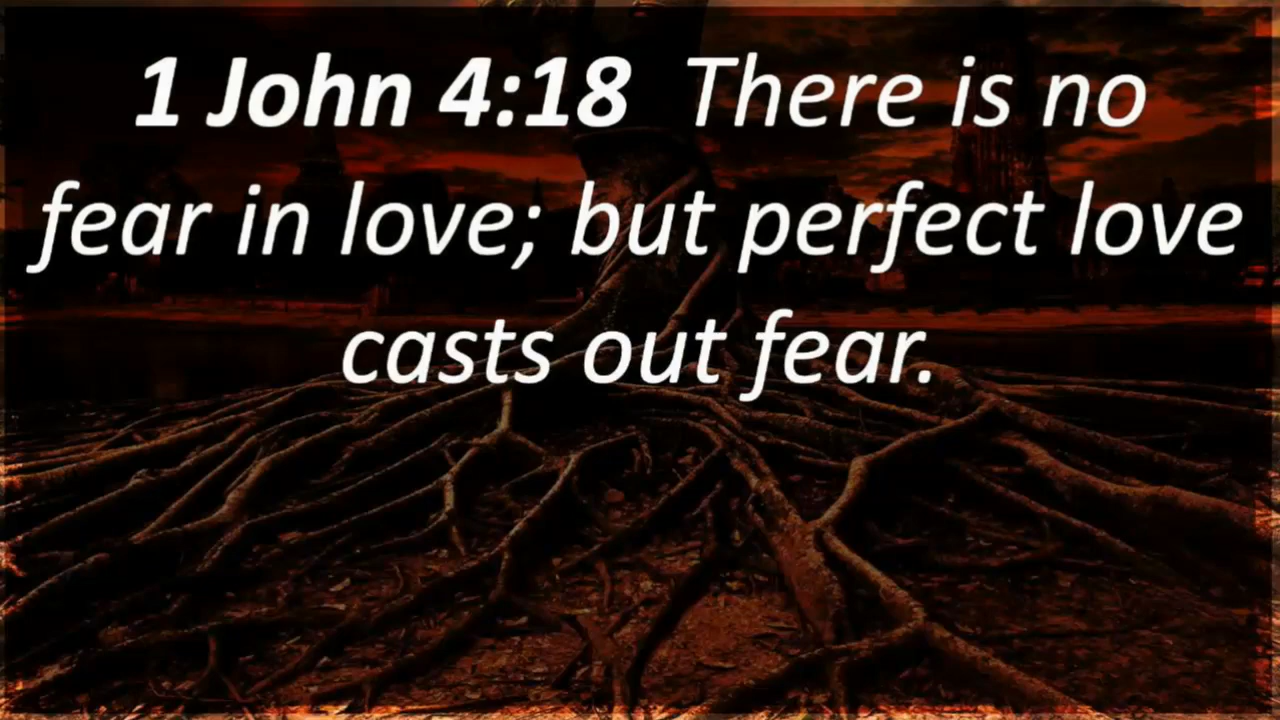 1 John 4:18 There is no
fear in love; but perfect love
casts out fear.